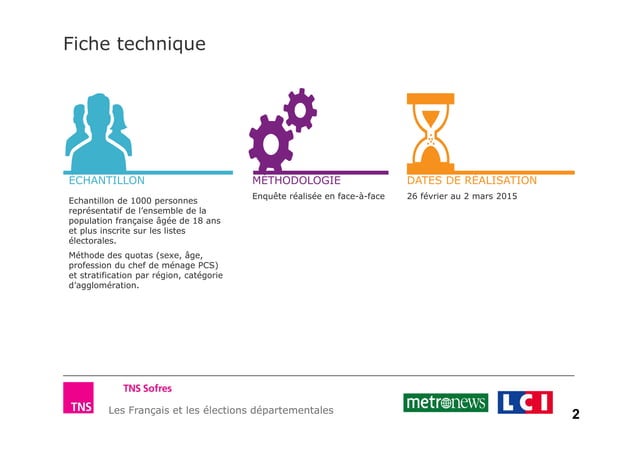 Fiche technique
ECHANTILLON
Echantillon de 1000 personnes
représentatif de l’ensemble de la
population française âgée de 18 ans
et plus inscrite sur les listes
électorales.
Méthode des quotas (sexe, âge,
profession du chef de ménage PCS)
et stratification par région, catégorie
d’agglomération.
METHODOLOGIE
Enquête réalisée en face-à-face
DATES DE RÉALISATION
26 février au 2 mars 2015
TNS Sofres
TNS
Les Français et les élections départementales
metronews
LCI
2